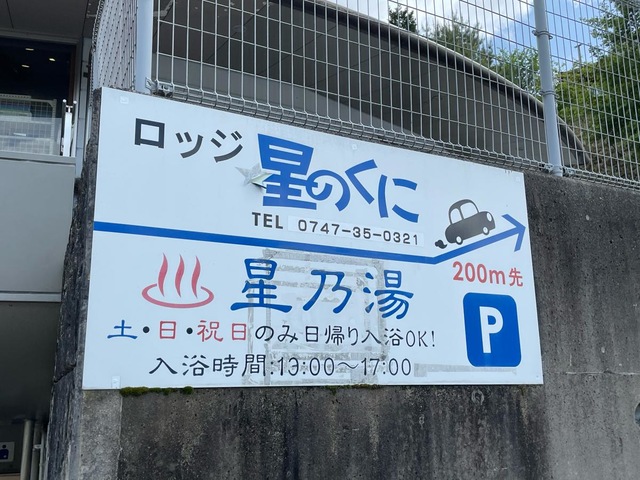 ロッジ 星のくに
TEL 0747-35-0321
200m先
星乃湯
P
土・日・祝日のみ日帰り入浴OK!
入浴時間:13:00～17:00